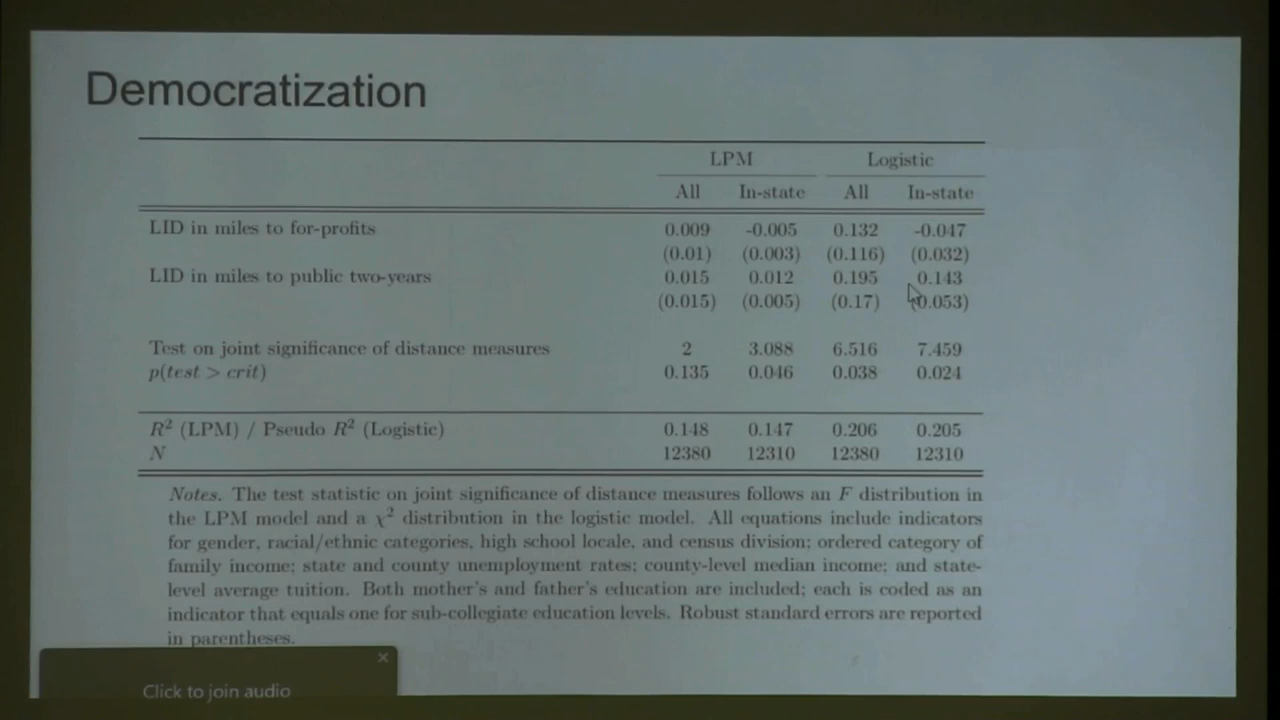 Democratization
LPM Logistic
All In-state All In-state
LID in miles to for-profits 0.009 -0.005 0.132 -0.047
(0.01) (0.003) (0.116) (0.032)
LID in miles to public two-years 0.015 0.012 0.195 0.143
(0.015) (0.005) (0.17) (0.053)
Test on joint significance of distance measures 2 3.088 6.516 7.459
p(test > crit) 0.135 0.046 0.038 0.024
R² (LPM) / Pseudo R² (Logistic) 0.148 0.147 0.206 0.205
N 12380 12310 12380 12310
Notes. The test statistic on joint significance of distance measures follows an F distribution in
the LPM model and a χ² distribution in the logistic model. All equations include indicators
for gender, racial/ethnic categories, high school locale, and census division; ordered category of
family income; state and county unemployment rates; county-level median income; and state-
level average tuition. Both mother's and father's education are included; each is coded as an
indicator that equals one for sub-collegiate education levels. Robust standard errors are reported
in parentheses.
Click to join audio